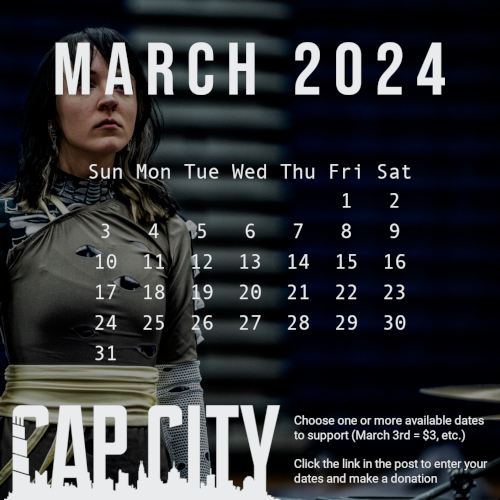 MARCH 2024
Sun Mon Tue Wed Thu Fri Sat
1 2
3 4 5 6 7 8 9
10 11 12 13 14 15 16
17 18 19 20 21 22 23
24 25 26 27 28 29 30
31
CAP CITY
Choose one or more available dates
to support (March 3rd = $3, etc.)
Click the link in the post to enter your
dates and make a donation